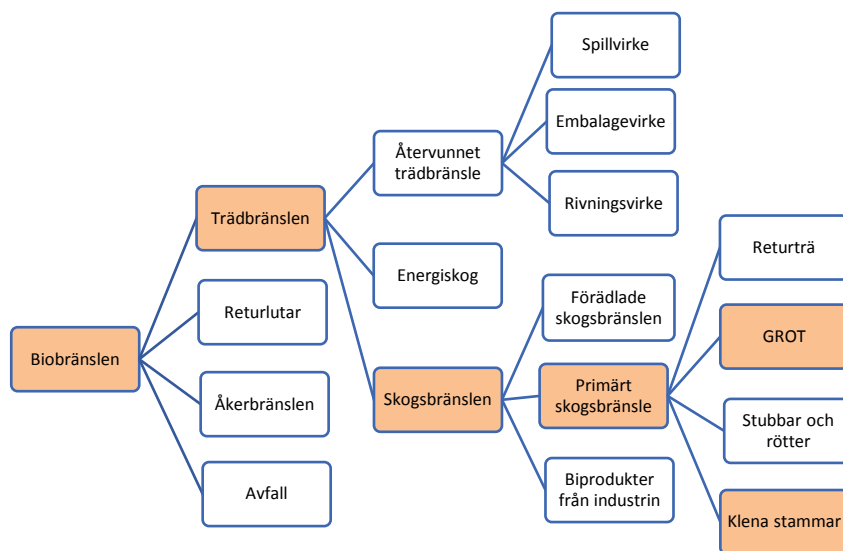 Spillvirke
Embalagevirke
Återvunnet
trädbränsle
Rivningsvirke
Trädbränslen
Returträ
Energiskog
Förädlade
skogsbränslen
Returlutar
GROT
Biobränslen
Skogsbränslen
Primärt
skogsbränsle
Åkerbränslen
Stubbar och
rötter
Biprodukter
från industrin
Avfall
Klena stammar